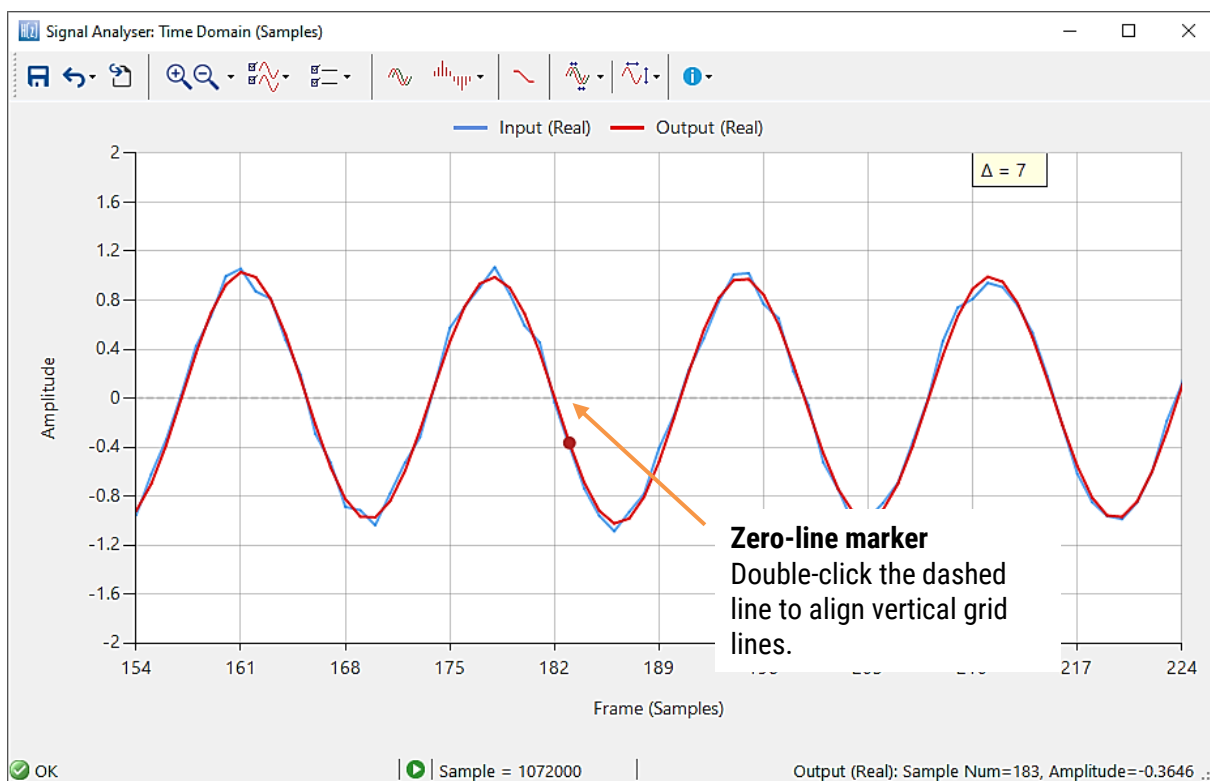 Signal Analyser: Time Domain (Samples)
Input (Real) Output (Real)
Δ = 7
2
1.6
1.2
0.8
0.4
0
-0.4
-0.8
-1.2
-1.6
-2
Amplitude
Zero-line marker
Double-click the dashed
line to align vertical grid
lines.
154 161 168 175 182 189 217 224
Frame (Samples)
OK Sample = 1072000 Output (Real): Sample Num=183, Amplitude=-0.3646